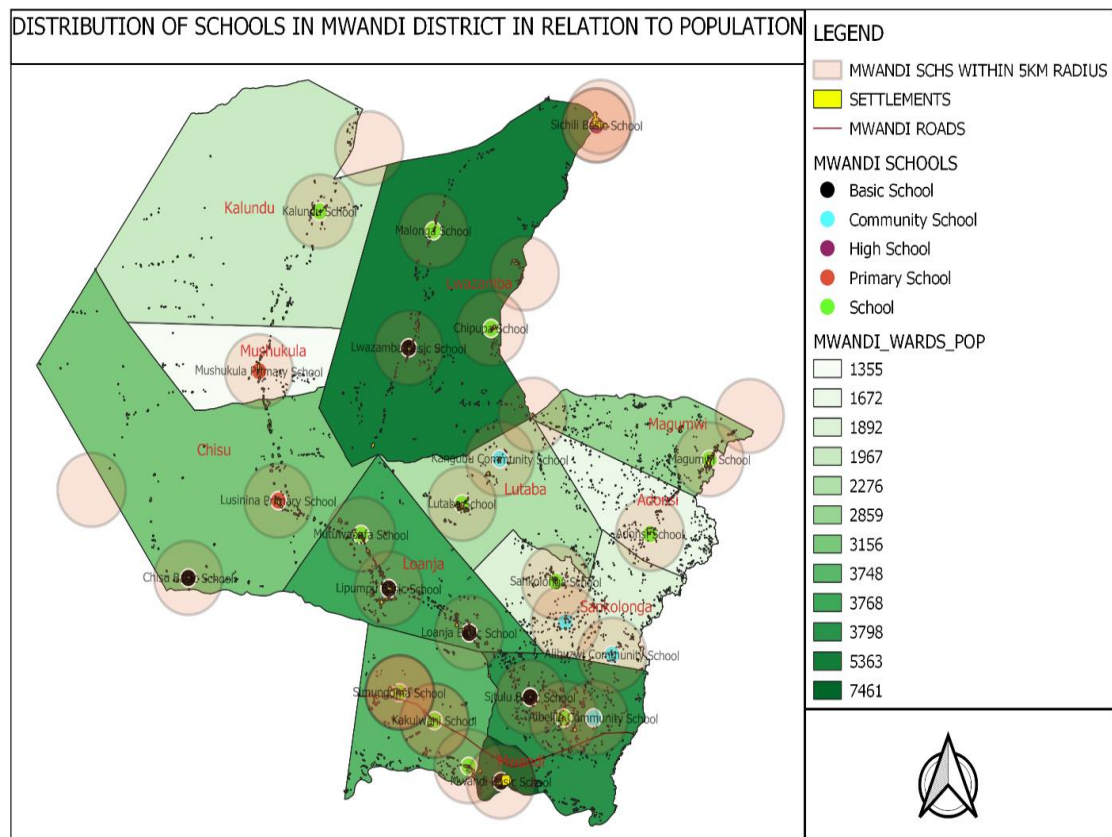 DISTRIBUTION OF SCHOOLS IN MWANDI DISTRICT IN RELATION TO POPULATION
Sichili Basic School
Kalundu
Kalundu School
Malonga School
Lwazamba
Chipupa School
Lwazamba Basic School
Mushukula
Mushukula Primary School
Magumwi
Chisu
Kangubu Community School
Magumwi School
Lutaba
Lusinina Primary School
Lutaba School
Adonsi
Adonsi School
School
Loanja
Chisu Basic School
Sankolonga School
Lipumpu Basic School
Sankolonga
Loanja Basic School
Community School
Simungoma School
Situlu Basic School
Kakulwani School
Community School
Mwandi
Mwandi Basic School
LEGEND
MWANDI SCHS WITHIN 5KM RADIUS
SETTLEMENTS
MWANDI ROADS
MWANDI SCHOOLS
Basic School
Community School
High School
Primary School
School
MWANDI_WARDS_POP
1355
1672
1892
1967
2276
2859
3156
3748
3768
3798
5363
7461